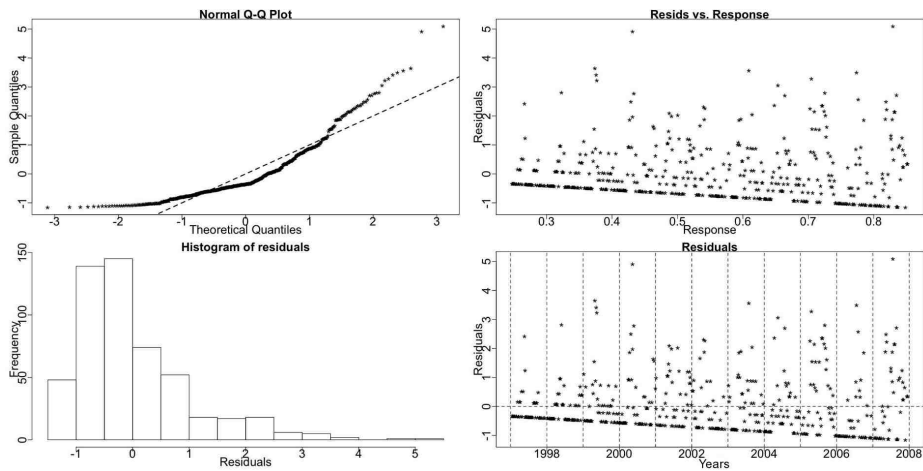 Normal Q-Q Plot
Sample Quantiles
-1 0 1 2 3 4 5
-3 -2 -1 0 1 2 3
Theoretical Quantiles
Resids vs. Response
Residuals
-1 0 1 2 3 4 5
0.3 0.4 0.5 0.6 0.7 0.8
Response
Histogram of residuals
Frequency
0 50 100 150
-1 0 1 2 3 4 5
Residuals
Residuals
Residuals
-1 0 1 2 3 4 5
1998 2000 2002 2004 2006 2008
Years